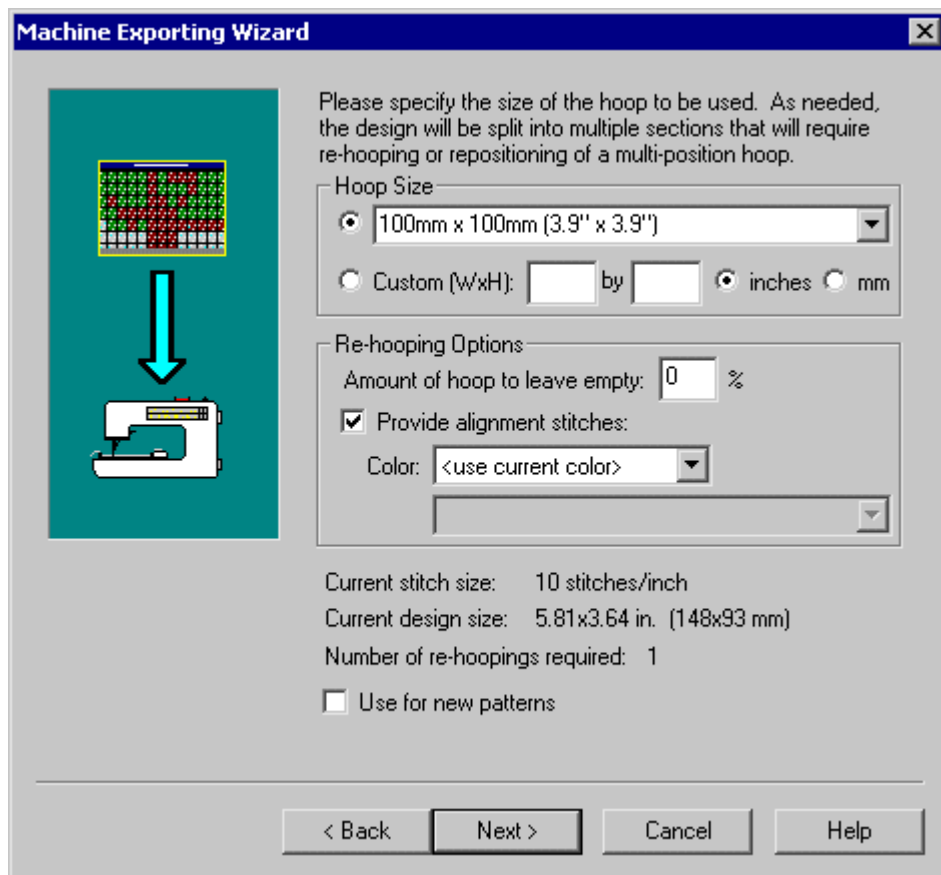 Machine Exporting Wizard
Please specify the size of the hoop to be used.  As needed,
the design will be split into multiple sections that will require
re-hooping or repositioning of a multi-position hoop.
Hoop Size
100mm x 100mm (3.9" x 3.9")
Custom (WxH): by inches mm
Re-hooping Options
Amount of hoop to leave empty: 0 %
Provide alignment stitches:
Color: <use current color>
Current stitch size: 10 stitches/inch
Current design size: 5.81x3.64 in. (148x93 mm)
Number of re-hoopings required: 1
Use for new patterns
< Back Next > Cancel Help